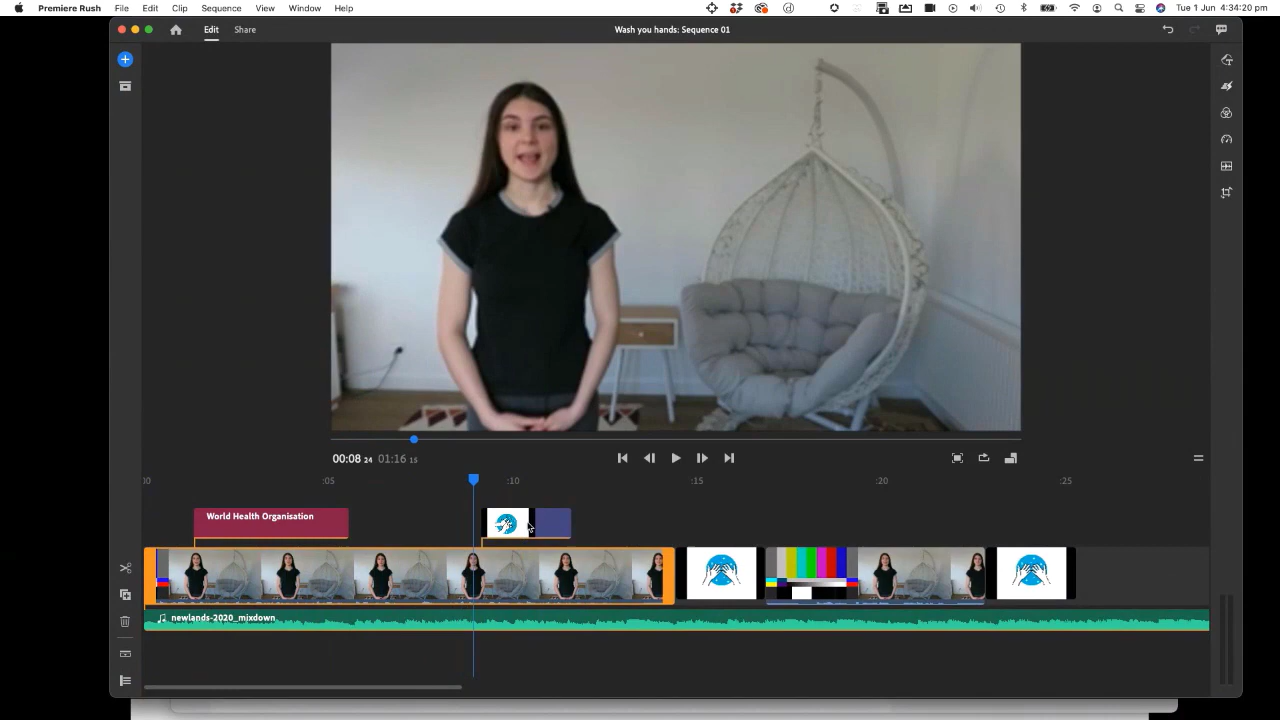 Premiere Rush File Edit Clip Sequence View Window Help Tue 1 Jun 4:34:20 pm
Edit Share Wash you hands: Sequence 01
00:08 24 01:16 15
:00 :05 :10 :15 :20 :25
World Health Organisation
newlands-2020_mixdown